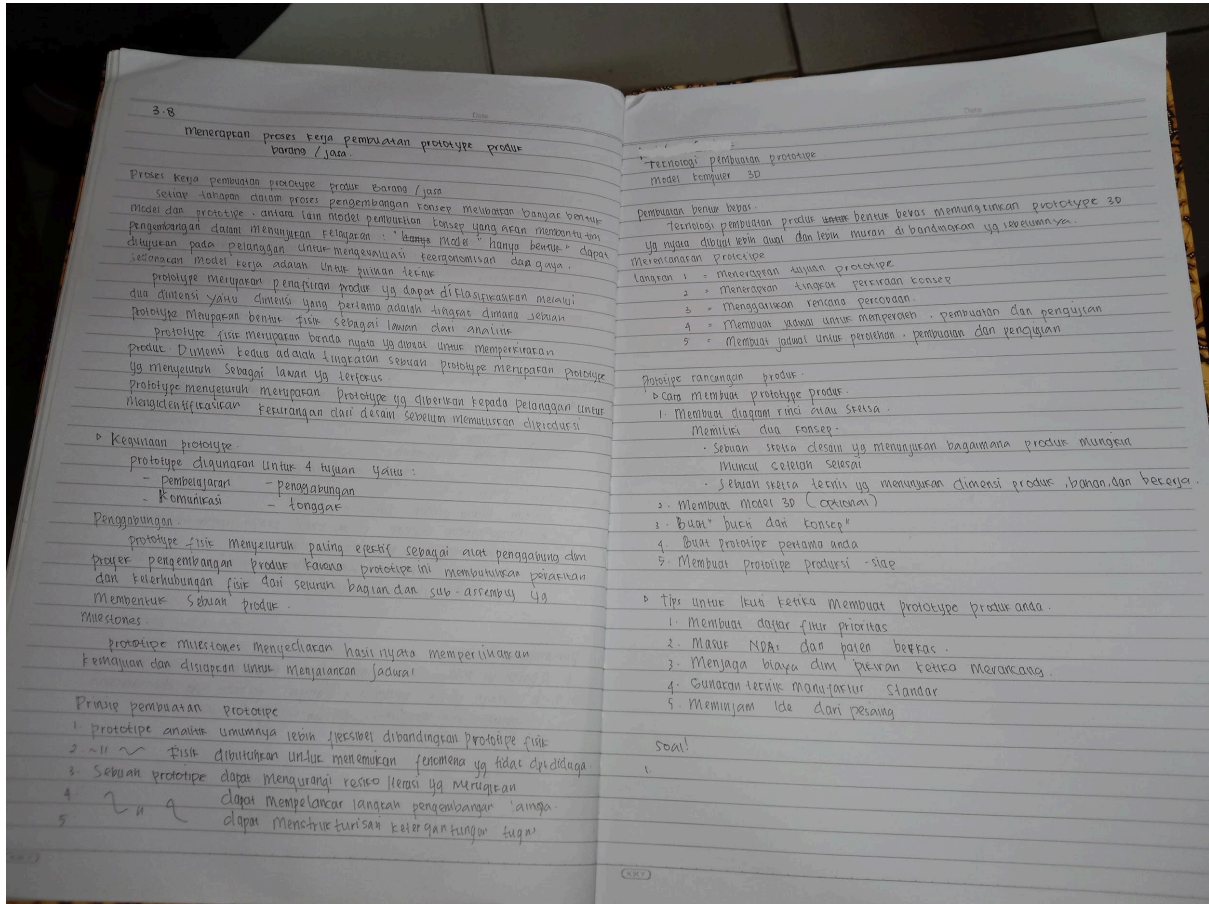 3.8
Menerapkan proses kerja pembuatan prototype produk
barang / jasa.
Proses kerja pembuatan prototype produk Barang / jasa
setiap tahapan dalam proses pengembangan konsep melibatkan banyak bentuk
model dan prototype. antara lain model pembuktian konsep yang akan membantu tim
pengembangan dalam menunjukan kelayakan : " model "hanya bentuk" dapat
ditujukan pada pelanggan untuk mengevaluasi keergonomisan dan gaya.
sedangkan model kerja adalah untuk pilihan teknik
prototype merupakan penafsiran produk yg dapat diklasifikasikan melalui
dua dimensi yaitu dimensi yang pertama adalah tingkat dimana sebuah
prototype merupakan bentuk fisik sebagai lawan dari analitik
prototype fisik merupakan benda nyata yg dibuat untuk memperkirakan
produk. Dimensi kedua adalah tingkatan sebuah prototype merupakan prototype
yg menyeluruh sebagai lawan yg terfokus.
prototype menyeluruh merupakan prototype yg diberikan kepada pelanggan untuk
mengidentifikasikan kekurangan dari desain sebelum memutuskan diproduksi
Kegunaan prototype.
prototype digunakan untuk 4 tujuan yaitu :
- pembelajaran - penggabungan
- Komunikasi - tonggak
Penggabungan.
prototype fisik menyeluruh paling efektif sebagai alat penggabung dan
proyek pengembangan produk karena prototype ini membutuhkan perakitan
dan keterhubungan fisik dari seluruh bagian dan sub-assembly yg
membentuk sebuah produk.
milestones.
prototipe milestones menyediakan hasil nyata memperlihatkan
kemajuan dan disiapkan untuk menjalankan jadwal
Prinsip pembuatan prototipe
1. prototipe analitik umumnya lebih fleksibel dibandingkan prototipe fisik
2. ~ 11 ~ fisik dibutuhkan untuk menemukan fenomena yg tidak dpt diduga
3. Sebuah prototipe dapat mengurangi resiko iterasi yg merugikan
4. dapat mempelancar langkah pengembangan lainya.
5. dapat menstrukturisan ketergantungan
Teknologi pembuatan prototipe
model komputer 3D
pembuatan bentuk bebas.
teknologi pembuatan produk untuk bentuk bebas memungkinkan prototype 3D
yg nyata dibuat lebih awal dan lebih murah di bandingkan yg sebelumnya.
Merencanakan prototipe
langkah 1 = menerapkan tujuan prototipe
2 = menerapkan tingkat perkiraan konsep
3 = Menggariskan rencana percobaan.
4 = Membuat jadwal untuk memperoleh. pembuatan dan pengujian
5 = Membuat jadwal untuk perolehan. pembuatan dan pengujian
Prototipe rancangan produk.
cara membuat prototype produk.
1. Membuat diagram rinci atau sketsa.
Memiliki dua konsep.
• Sebuah sketsa desain yg menunjukan bagaimana produk mungkin
muncul setelah selesai
• Sebuah sketsa teknis yg menunjukan dimensi produk, bahan, dan bekerja.
2. Membuat model 3D (optional)
3. Buat "bukti dari konsep"
4. Buat prototipe pertama anda
5. Membuat prototipe produksi - siap
Tips untuk ikuti ketika membuat prototype produk anda.
1. Membuat daftar fitur prioritas
2. Masuk NDAs dan paten berkas.
3. Menjaga biaya dlm pikiran ketika merancang.
4. Gunakan teknik manufaktur standar
5. Meminjam ide dari pesaing
Soal!
1.